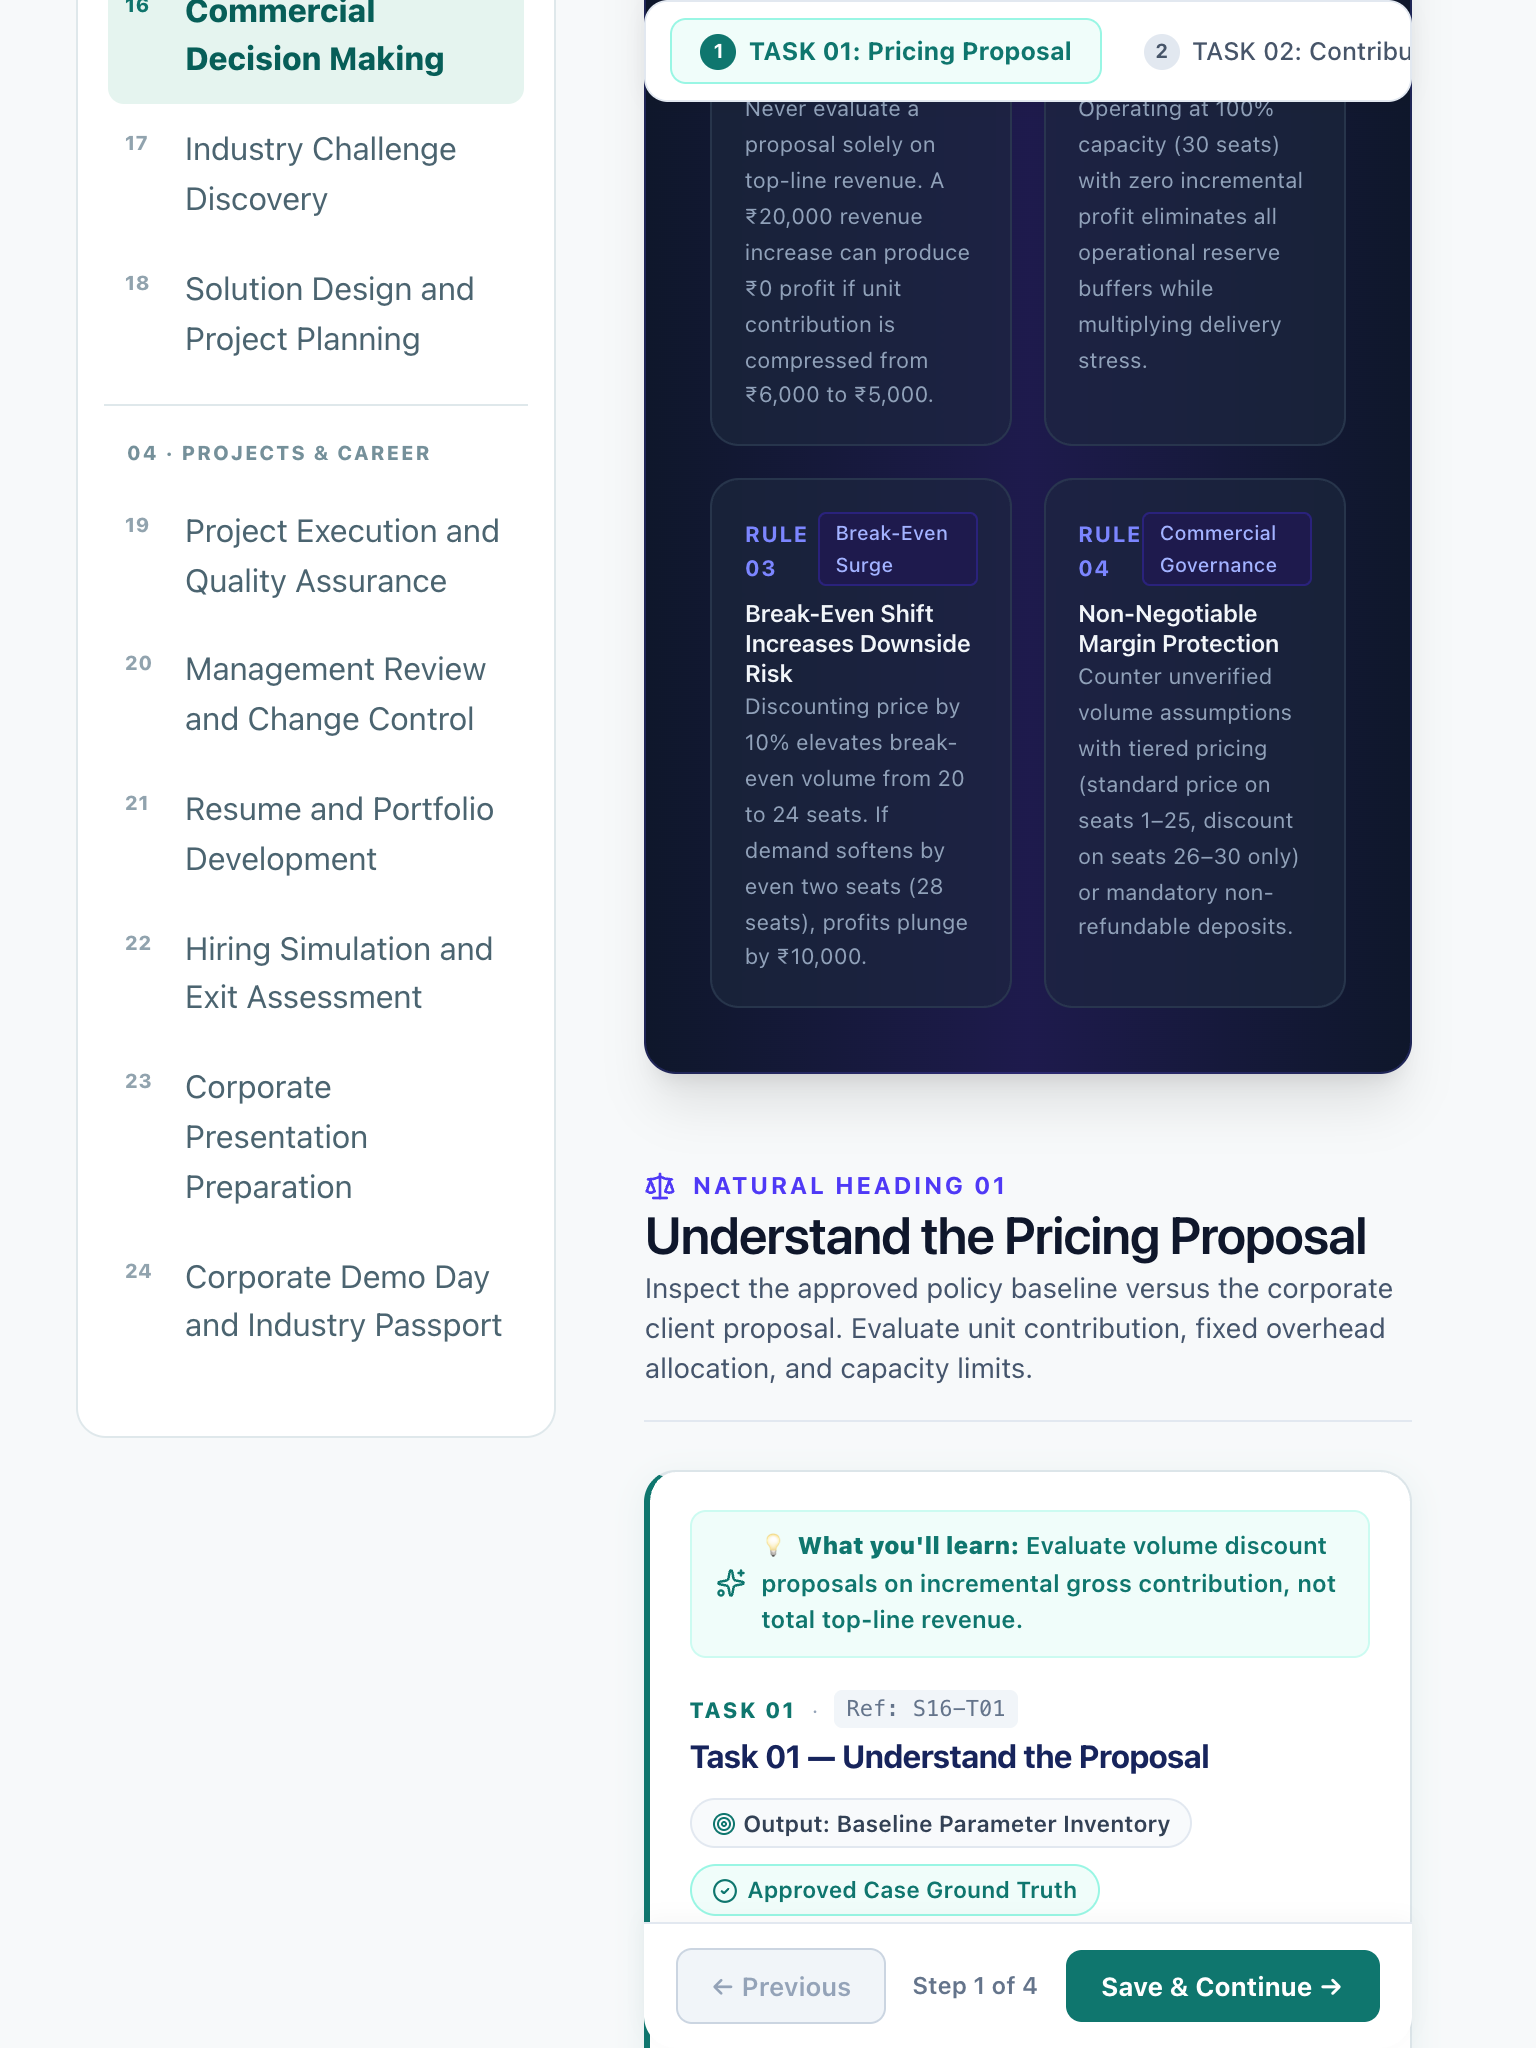 16 Commercial
Decision Making
17 Industry Challenge
Discovery
18 Solution Design and
Project Planning
04 · PROJECTS & CAREER
19 Project Execution and
Quality Assurance
20 Management Review
and Change Control
21 Resume and Portfolio
Development
22 Hiring Simulation and
Exit Assessment
23 Corporate
Presentation
Preparation
24 Corporate Demo Day
and Industry Passport
1 TASK 01: Pricing Proposal
2 TASK 02: Contribu
Never evaluate a
proposal solely on
top-line revenue. A
₹20,000 revenue
increase can produce
₹0 profit if unit
contribution is
compressed from
₹6,000 to ₹5,000.
Operating at 100%
capacity (30 seats)
with zero incremental
profit eliminates all
operational reserve
buffers while
multiplying delivery
stress.
RULE
03
Break-Even
Surge
Break-Even Shift
Increases Downside
Risk
Discounting price by
10% elevates break-
even volume from 20
to 24 seats. If
demand softens by
even two seats (28
seats), profits plunge
by ₹10,000.
RULE
04
Commercial
Governance
Non-Negotiable
Margin Protection
Counter unverified
volume assumptions
with tiered pricing
(standard price on
seats 1–25, discount
on seats 26–30 only)
or mandatory non-
refundable deposits.
NATURAL HEADING 01
Understand the Pricing Proposal
Inspect the approved policy baseline versus the corporate
client proposal. Evaluate unit contribution, fixed overhead
allocation, and capacity limits.
💡 What you'll learn: Evaluate volume discount
proposals on incremental gross contribution, not
total top-line revenue.
TASK 01 · Ref: S16-T01
Task 01 — Understand the Proposal
Output: Baseline Parameter Inventory
Approved Case Ground Truth
← Previous
Step 1 of 4
Save & Continue →